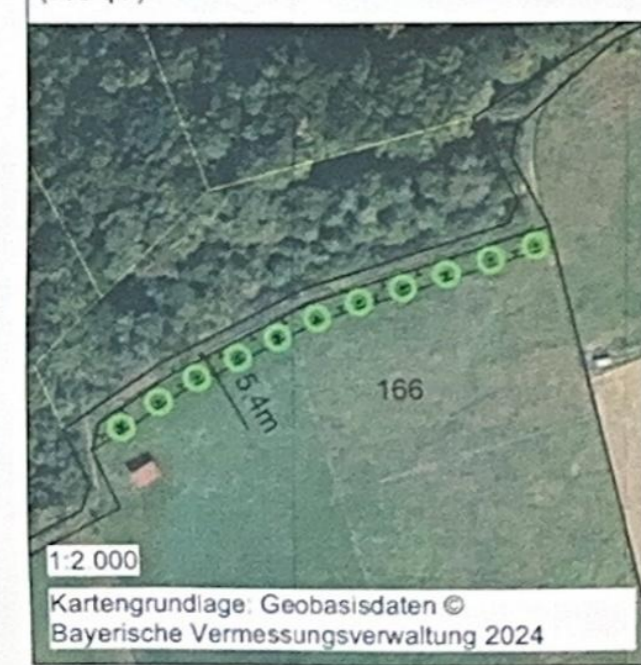 166
5.4m
1:2.000
Kartengrundlage: Geobasisdaten ©
Bayerische Vermessungsverwaltung 2024